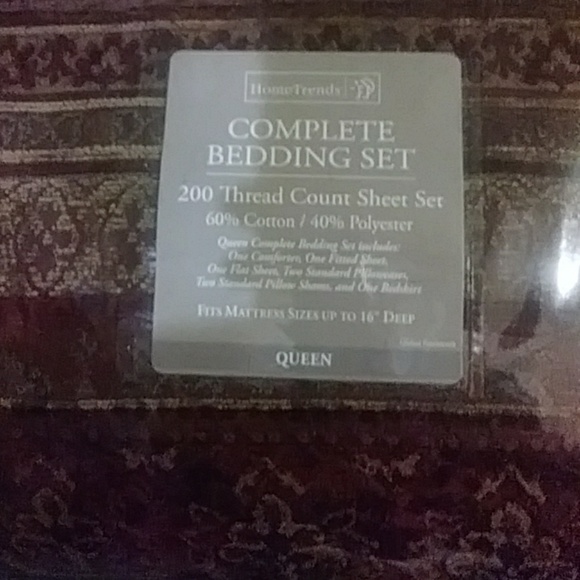 HomeTrends
COMPLETE
BEDDING SET
200 Thread Count Sheet Set
60% Cotton / 40% Polyester
Queen Complete Bedding Set includes:
One Comforter, One Fitted Sheet,
One Flat Sheet, Two Standard Pillowcases,
Two Standard Pillow Shams, and One Bedskirt
FITS MATTRESS SIZES UP TO 16" DEEP
QUEEN